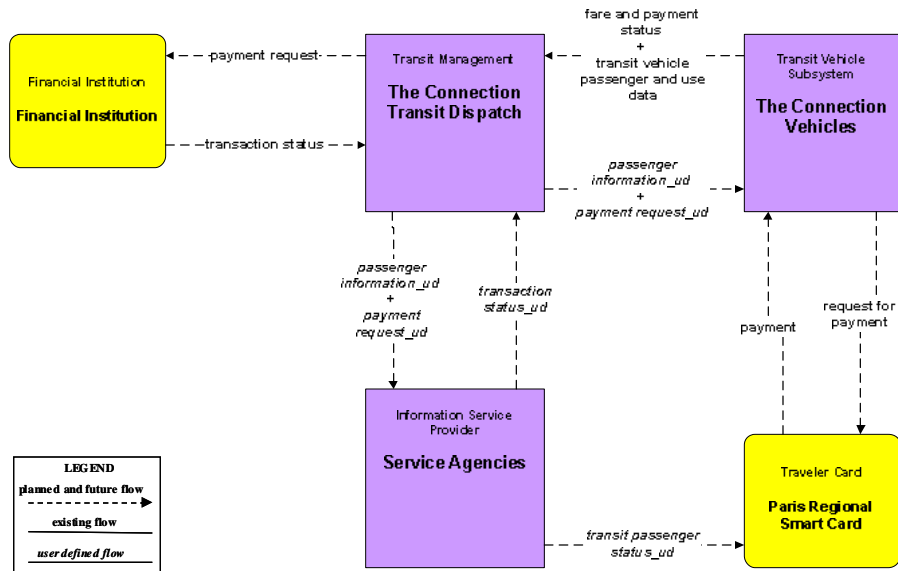 Financial Institution
Financial Institution
payment request
transaction status
Transit Management
The Connection
Transit Dispatch
fare and payment
status
+
transit vehicle
passenger and use
data
Transit Vehicle
Subsystem
The Connection
Vehicles
passenger
information_ud
+
payment request_ud
passenger
information_ud
+
payment
request_ud
transaction
status_ud
payment
request for
payment
Information Service
Provider
Service Agencies
transit passenger
status_ud
Traveler Card
Paris Regional
Smart Card
LEGEND
planned and future flow
existing flow
user defined flow